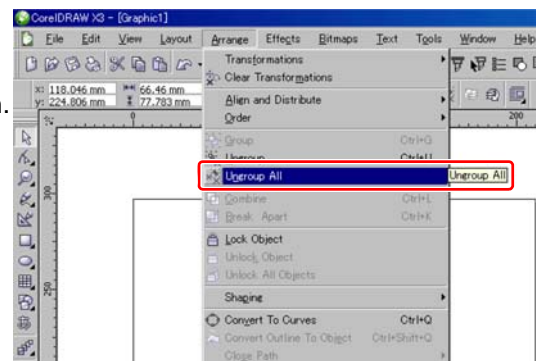 CorelDRAW X3 - [Graphic1]
File Edit View Layout Arrange Effects Bitmaps Text Tools Window Help
x: 118.046 mm 66.46 mm
y: 224.806 mm 77.783 mm
Transformations
Clear Transformations
Align and Distribute
Order
Group Ctrl+G
Ungroup Ctrl+U
Ungroup All
Ungroup All
Combine Ctrl+L
Break Apart Ctrl+K
Lock Object
Unlock Object
Unlock All Objects
Shaping
Convert To Curves Ctrl+Q
Convert Outline To Object Ctrl+Shift+Q
Close Path
0 200
300
250